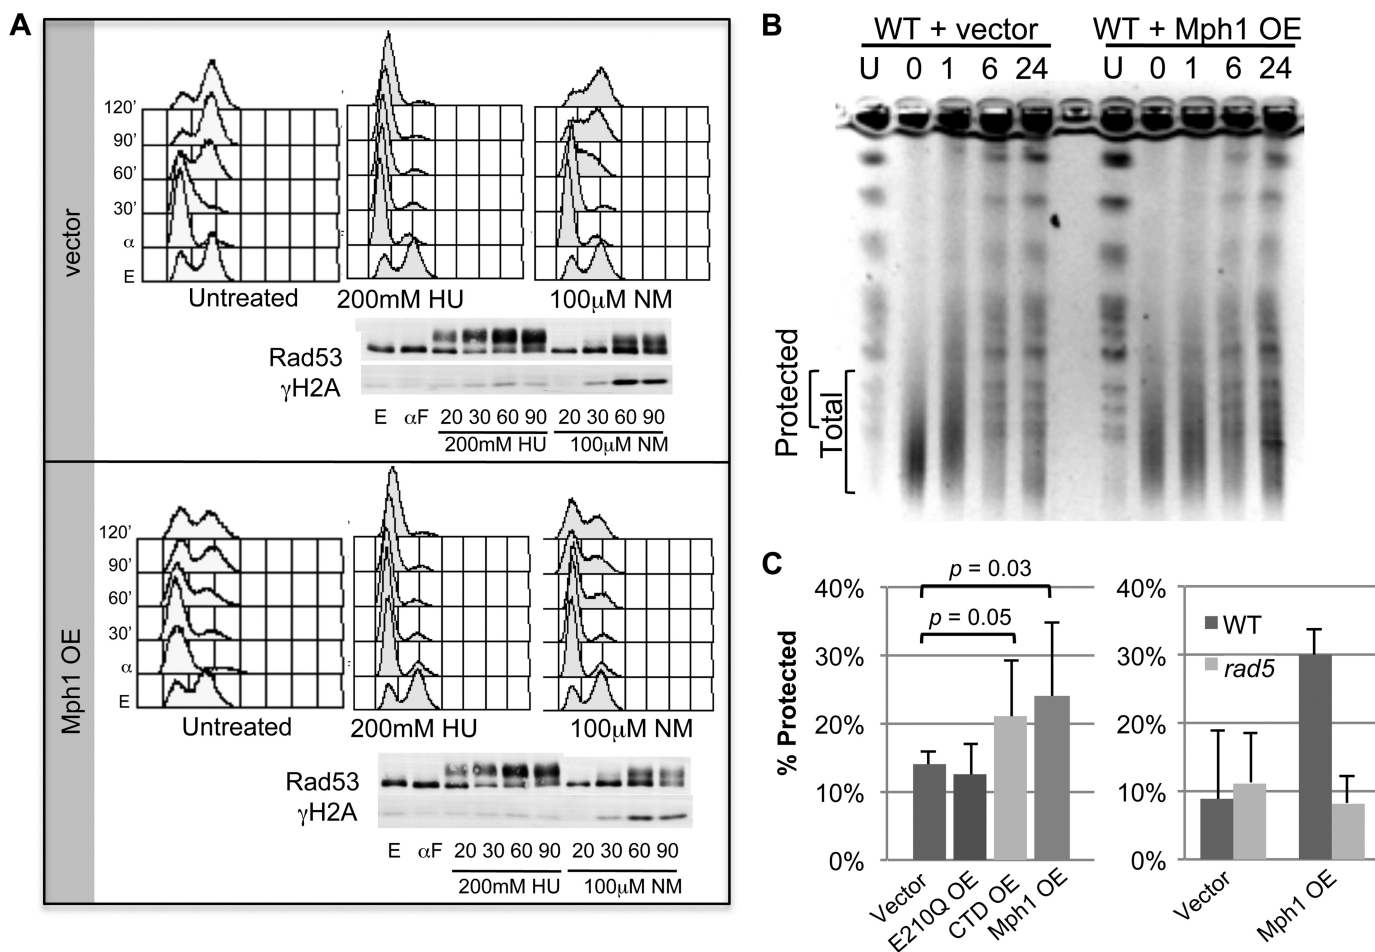 A
vector
120'
90'
60'
30'
α
E
Untreated
200mM HU
100μM NM
Rad53
γH2A
E αF 20 30 60 90 20 30 60 90
200mM HU 100μM NM
Mph1 OE
120'
90'
60'
30'
α
E
Untreated
200mM HU
100μM NM
Rad53
γH2A
E αF 20 30 60 90 20 30 60 90
200mM HU 100μM NM
B
WT + vector WT + Mph1 OE
U 0 1 6 24 U 0 1 6 24
Protected
Total
C
% Protected
40%
30%
20%
10%
0%
p = 0.03
p = 0.05
Vector
E210Q OE
CTD OE
Mph1 OE
40%
30%
20%
10%
0%
WT
rad5
Vector
Mph1 OE